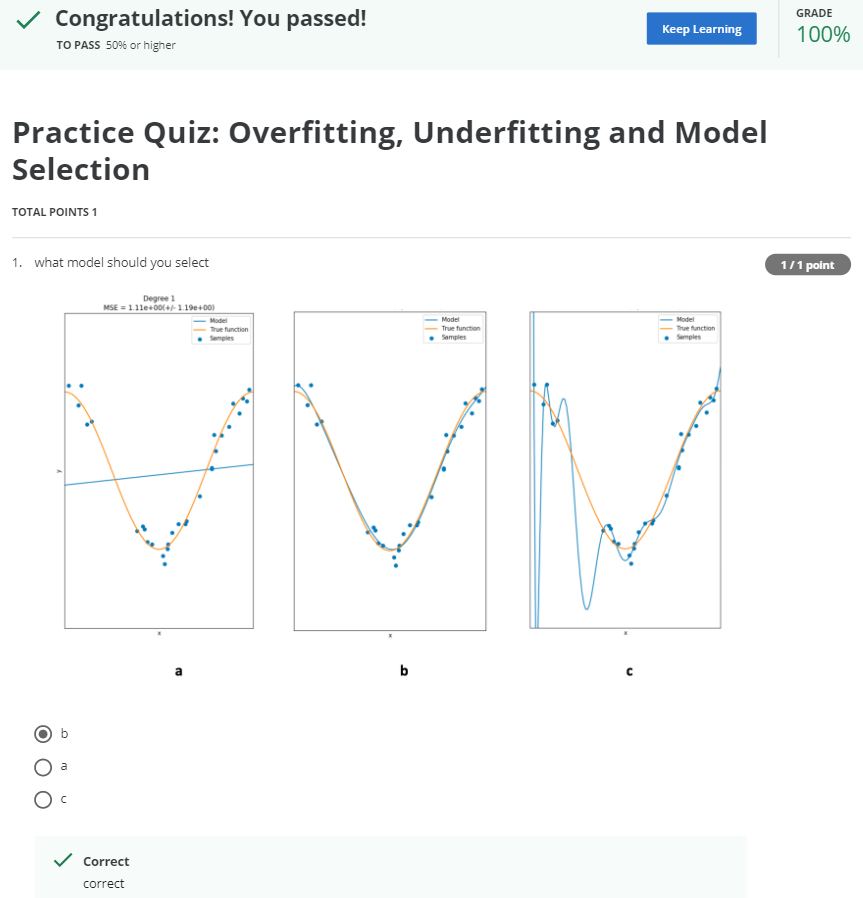 Congratulations! You passed!
TO PASS 50% or higher
Keep Learning
GRADE
100%
Practice Quiz: Overfitting, Underfitting and Model
Selection
TOTAL POINTS 1
1. what model should you select
1 / 1 point
Degree 1
MSE = 1.11e+00(+/- 1.19e+00)
Model
True function
Samples
y
x
a
Model
True function
Samples
x
b
Model
True function
Samples
x
c
b
a
c
Correct
correct